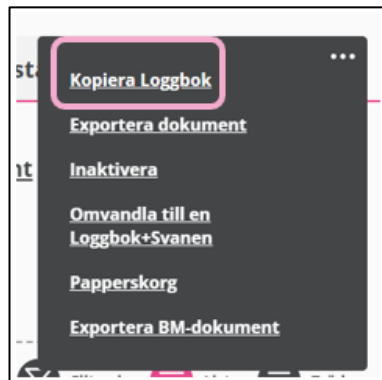 Kopiera Loggbok
Exportera dokument
Inaktivera
Omvandla till en
Loggbok+Svanen
Papperskorg
Exportera BM-dokument